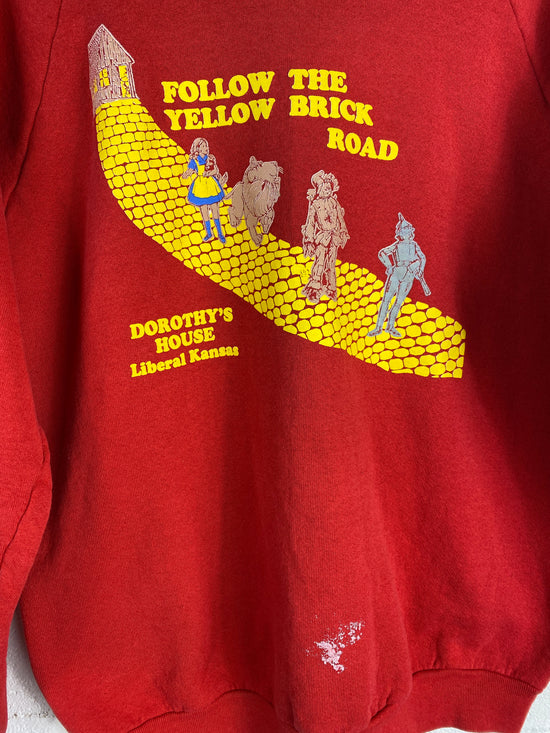 FOLLOW THE
YELLOW BRICK
ROAD
DOROTHY'S
HOUSE
Liberal Kansas